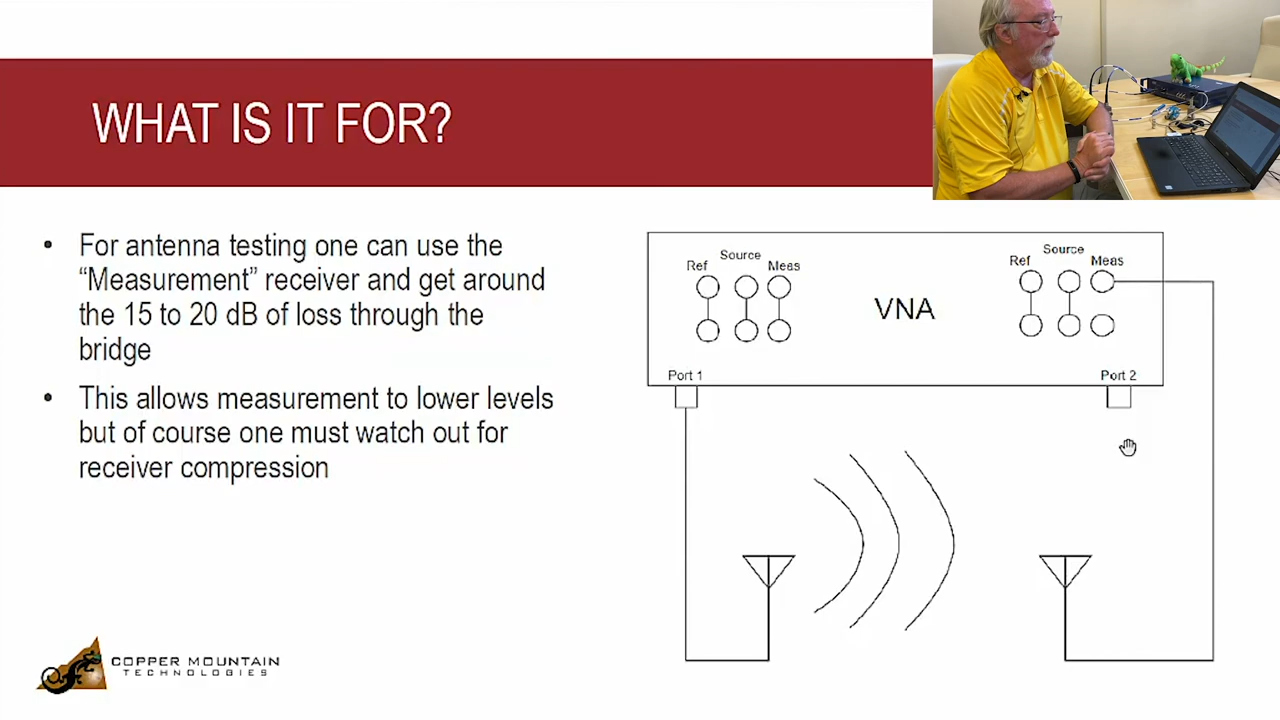 WHAT IS IT FOR?
• For antenna testing one can use the
“Measurement” receiver and get around
the 15 to 20 dB of loss through the
bridge
• This allows measurement to lower levels
but of course one must watch out for
receiver compression
Ref Source Meas
VNA
Ref Source Meas
Port 1
Port 2
COPPER MOUNTAIN
TECHNOLOGIES